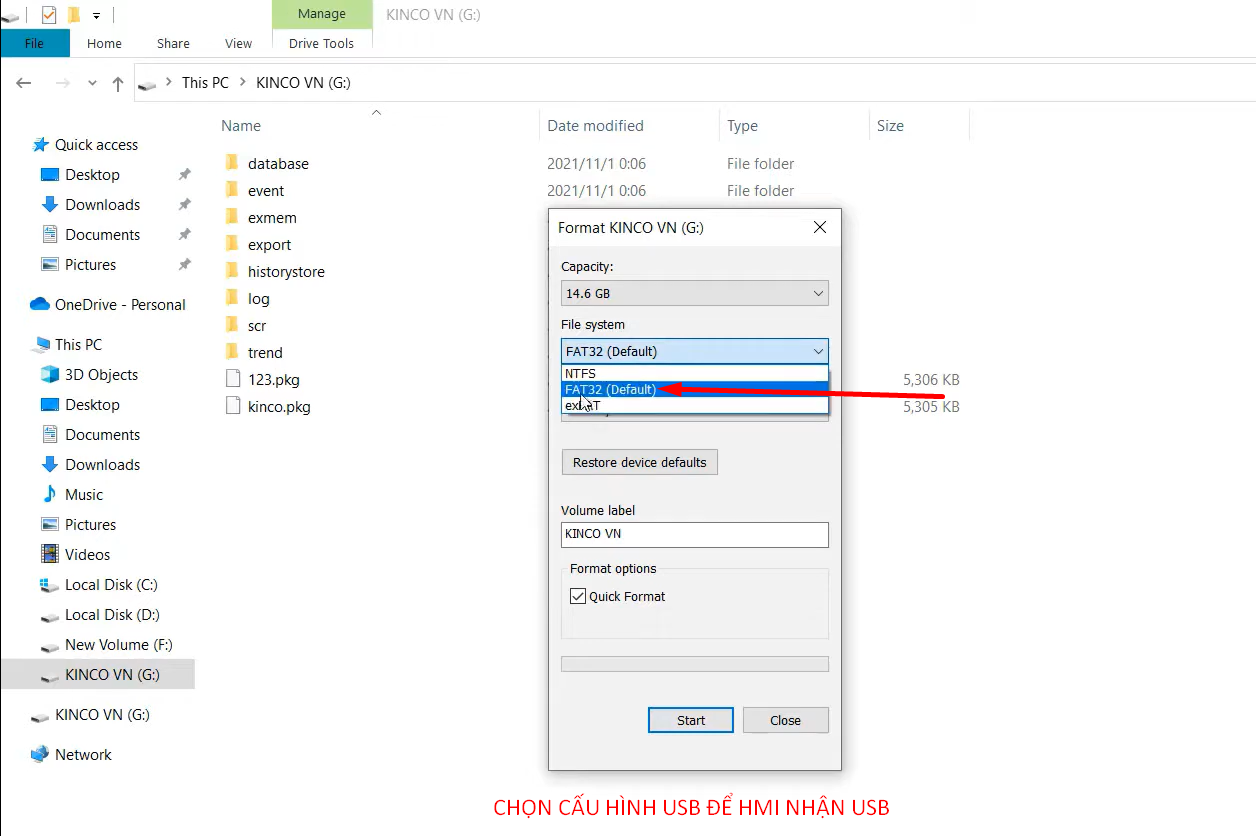 Manage
KINCO VN (G:)
File
Home
Share
View
Drive Tools
This PC
KINCO VN (G:)
Name
Date modified
Type
Size
Quick access
Desktop
Downloads
Documents
Pictures
OneDrive - Personal
This PC
3D Objects
Desktop
Documents
Downloads
Music
Pictures
Videos
Local Disk (C:)
Local Disk (D:)
New Volume (F:)
KINCO VN (G:)
KINCO VN (G:)
Network
database 2021/11/1 0:06 File folder
event 2021/11/1 0:06 File folder
exmem
export
historystore
log
scr
trend
123.pkg 5,306 KB
kinco.pkg 5,305 KB
Format KINCO VN (G:)
Capacity:
14.6 GB
File system
FAT32 (Default)
NTFS
FAT32 (Default)
exFAT
Restore device defaults
Volume label
KINCO VN
Format options
Quick Format
Start
Close
CHỌN CẤU HÌNH USB ĐỂ HMI NHẬN USB